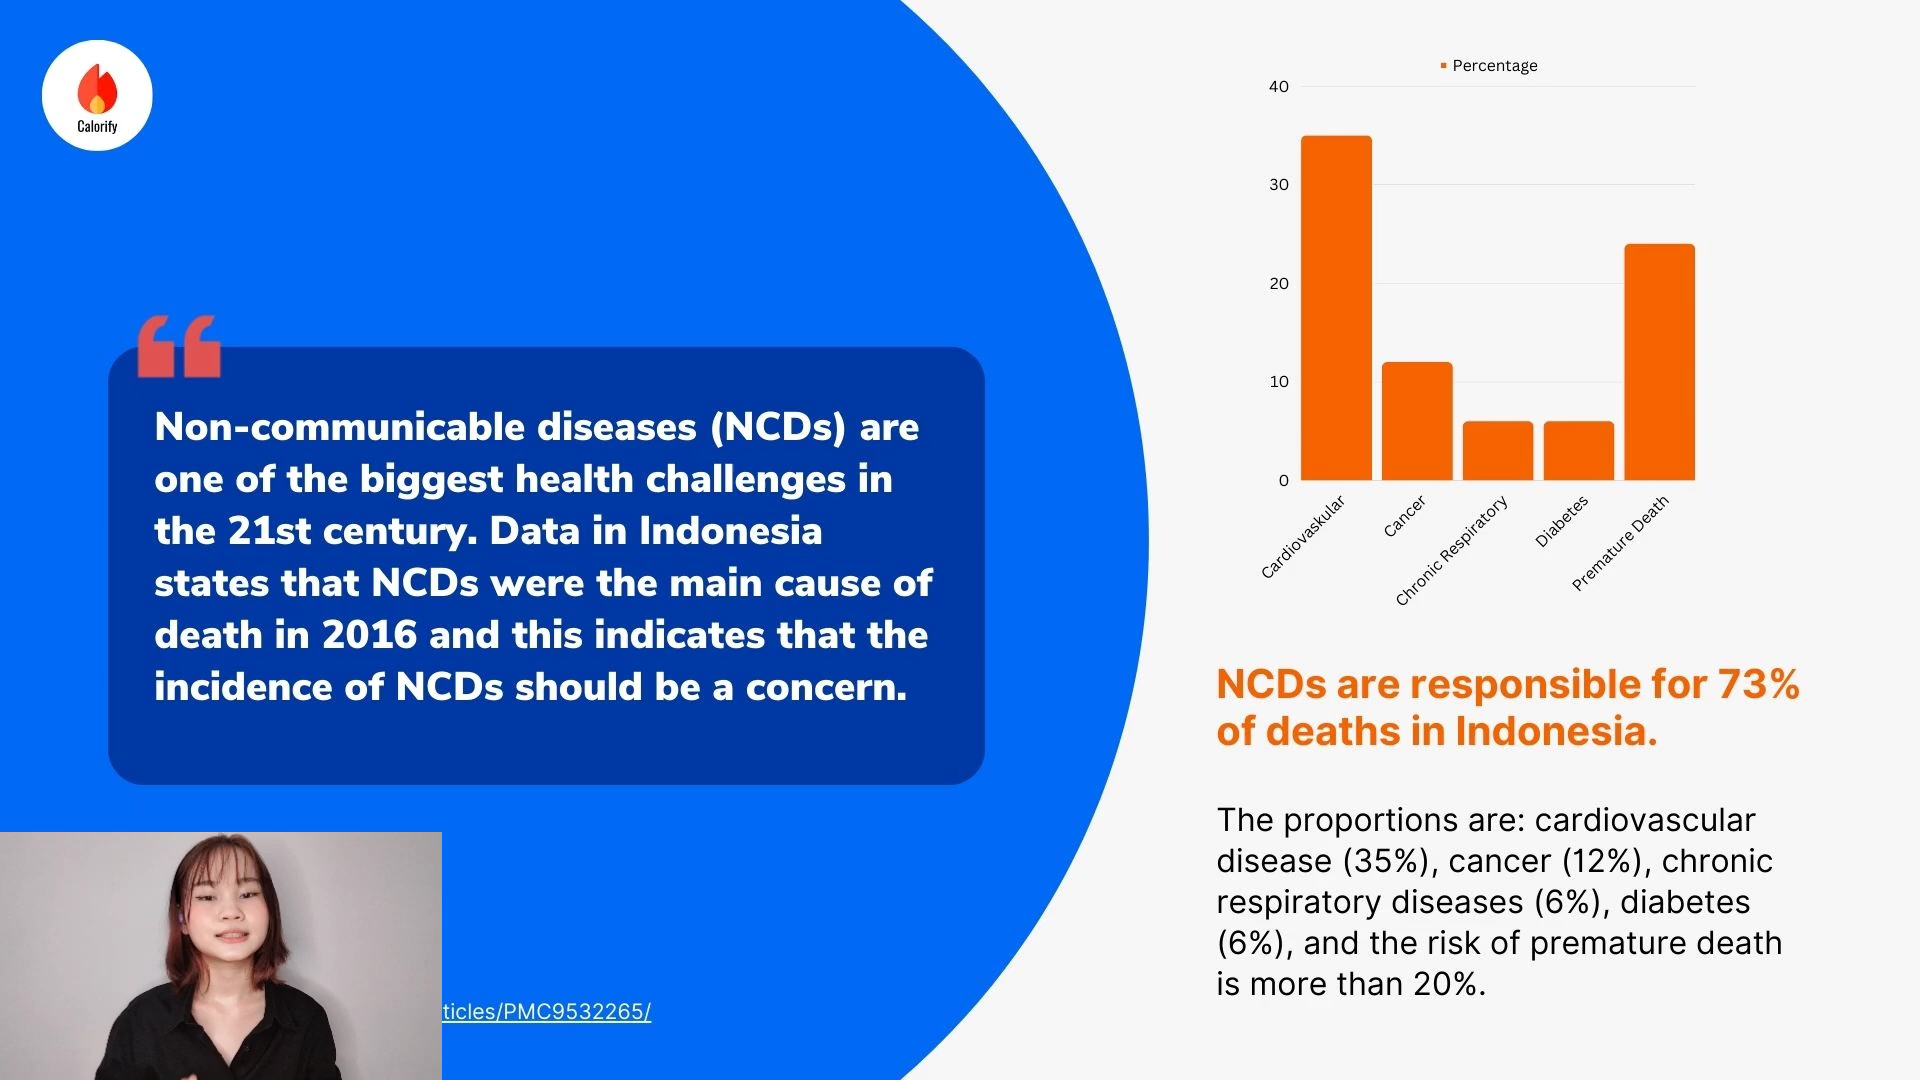 Calorify
Non-communicable diseases (NCDs) are
one of the biggest health challenges in
the 21st century. Data in Indonesia
states that NCDs were the main cause of
death in 2016 and this indicates that the
incidence of NCDs should be a concern.
ticles/PMC9532265/
Percentage
40
30
20
10
0
Cardiovaskular
Cancer
Chronic Respiratory
Diabetes
Premature Death
NCDs are responsible for 73%
of deaths in Indonesia.
The proportions are: cardiovascular
disease (35%), cancer (12%), chronic
respiratory diseases (6%), diabetes
(6%), and the risk of premature death
is more than 20%.